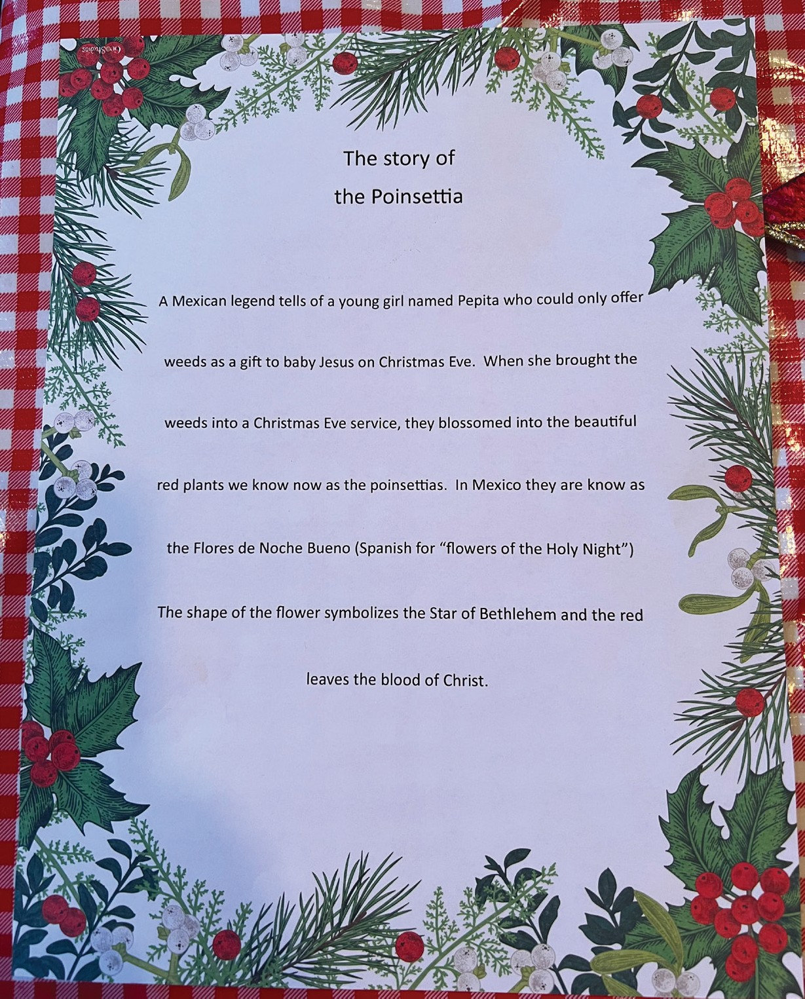 GeoStudios
The story of
the Poinsettia
A Mexican legend tells of a young girl named Pepita who could only offer
weeds as a gift to baby Jesus on Christmas Eve.  When she brought the
weeds into a Christmas Eve service, they blossomed into the beautiful
red plants we know now as the poinsettias.  In Mexico they are know as
the Flores de Noche Bueno (Spanish for “flowers of the Holy Night”)
The shape of the flower symbolizes the Star of Bethlehem and the red
leaves the blood of Christ.